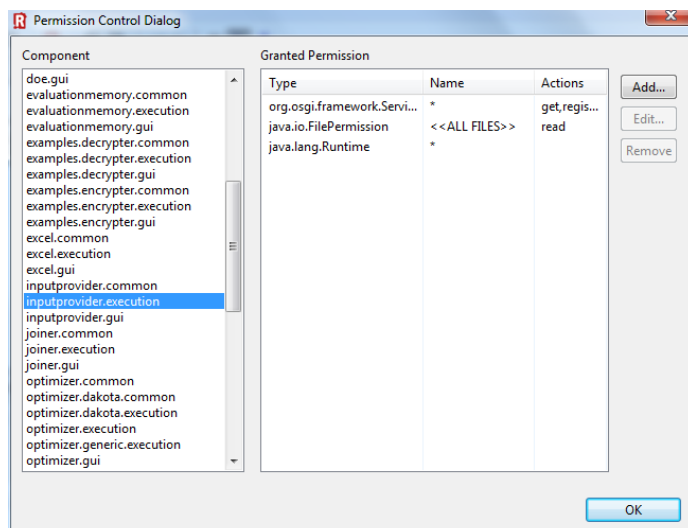 Permission Control Dialog
Component
Granted Permission
doe.gui
evaluationmemory.common
evaluationmemory.execution
evaluationmemory.gui
examples.decrypter.common
examples.decrypter.execution
examples.decrypter.gui
examples.encrypter.common
examples.encrypter.execution
examples.encrypter.gui
excel.common
excel.execution
excel.gui
inputprovider.common
inputprovider.execution
inputprovider.gui
joiner.common
joiner.execution
joiner.gui
optimizer.common
optimizer.dakota.common
optimizer.dakota.execution
optimizer.execution
optimizer.generic.execution
optimizer.gui
Type Name Actions
org.osgi.framework.Servi... * get,regis...
java.io.FilePermission <<ALL FILES>> read
java.lang.Runtime *
Add...
Edit...
Remove
OK